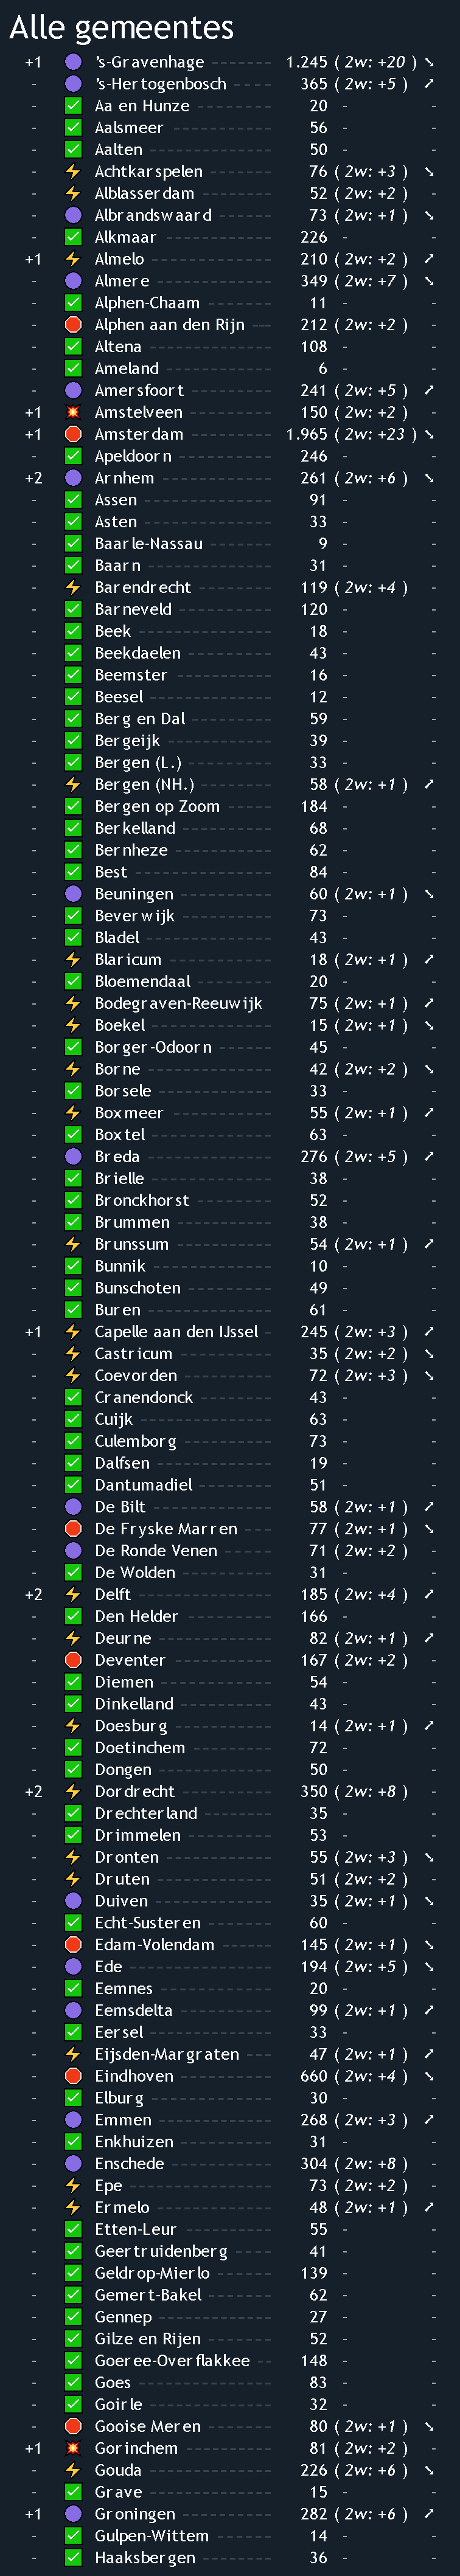 Alle gemeentes
+1 's-Gravenhage 1.245 ( 2w: +20 ) ➘
- 's-Hertogenbosch 365 ( 2w: +5 ) ➚
- ✅ Aa en Hunze 20 - -
- ✅ Aalsmeer 56 - -
- ✅ Aalten 50 - -
- ⚡ Achtkarspelen 76 ( 2w: +3 ) ➘
- ⚡ Alblasserdam 52 ( 2w: +2 )
- Albrandswaard 73 ( 2w: +1 ) ➘
- ✅ Alkmaar 226 - -
+1 ⚡ Almelo 210 ( 2w: +2 ) ➚
- Almere 349 ( 2w: +7 ) ➘
- ✅ Alphen-Chaam 11 - -
- Alphen aan den Rijn 212 ( 2w: +2 )
- ✅ Altena 108 - -
- ✅ Ameland 6 - -
- Amersfoort 241 ( 2w: +5 ) ➚
+1 Amstelveen 150 ( 2w: +2 )
+1 Amsterdam 1.965 ( 2w: +23 ) ➘
- ✅ Apeldoorn 246 - -
+2 Arnhem 261 ( 2w: +6 ) ➘
- ✅ Assen 91 - -
- ✅ Asten 33 - -
- ✅ Baarle-Nassau 9 - -
- ✅ Baarn 31 - -
- ⚡ Barendrecht 119 ( 2w: +4 )
- ✅ Barneveld 120 - -
- ✅ Beek 18 - -
- ✅ Beekdaelen 43 - -
- ✅ Beemster 16 - -
- ✅ Beesel 12 - -
- ✅ Berg en Dal 59 - -
- ✅ Bergeijk 39 - -
- ✅ Bergen (L.) 33 - -
- ⚡ Bergen (NH.) 58 ( 2w: +1 ) ➚
- ✅ Bergen op Zoom 184 - -
- ✅ Berkelland 68 - -
- ✅ Bernheze 62 - -
- ✅ Best 84 - -
- Beuningen 60 ( 2w: +1 ) ➘
- ✅ Beverwijk 73 - -
- ✅ Bladel 43 - -
- ⚡ Blaricum 18 ( 2w: +1 ) ➚
- ✅ Bloemendaal 20 - -
- ⚡ Bodegraven-Reeuwijk 75 ( 2w: +1 ) ➚
- ⚡ Boekel 15 ( 2w: +1 ) ➘
- ✅ Borger-Odoorn 45 - -
- ⚡ Borne 42 ( 2w: +2 ) ➘
- ✅ Borsele 33 - -
- ⚡ Boxmeer 55 ( 2w: +1 ) ➚
- ✅ Boxtel 63 - -
- Breda 276 ( 2w: +5 ) ➚
- ✅ Brielle 38 - -
- ✅ Bronckhorst 52 - -
- ✅ Brummen 38 - -
- ⚡ Brunssum 54 ( 2w: +1 ) ➚
- ✅ Bunnik 10 - -
- ✅ Bunschoten 49 - -
- ✅ Buren 61 - -
+1 ⚡ Capelle aan den IJssel 245 ( 2w: +3 ) ➚
- ⚡ Castricum 35 ( 2w: +2 ) ➘
- ⚡ Coevorden 72 ( 2w: +3 ) ➘
- ✅ Cranendonck 43 - -
- ✅ Cuijk 63 - -
- ✅ Culemborg 73 - -
- ✅ Dalfsen 19 - -
- ✅ Dantumadiel 51 - -
- De Bilt 58 ( 2w: +1 ) ➚
- De Fryske Marren 77 ( 2w: +1 ) ➘
- De Ronde Venen 71 ( 2w: +2 )
- ✅ De Wolden 31 - -
+2 ⚡ Delft 185 ( 2w: +4 ) ➚
- ✅ Den Helder 166 - -
- ⚡ Deurne 82 ( 2w: +1 ) ➚
- Deventer 167 ( 2w: +2 )
- ✅ Diemen 54 - -
- ✅ Dinkelland 43 - -
- ⚡ Doesburg 14 ( 2w: +1 ) ➚
- ✅ Doetinchem 72 - -
- ✅ Dongen 50 - -
+2 ⚡ Dordrecht 350 ( 2w: +8 )
- ✅ Drechterland 35 - -
- ✅ Drimmelen 53 - -
- ⚡ Dronten 55 ( 2w: +3 ) ➘
- ⚡ Druten 51 ( 2w: +2 )
- Duiven 35 ( 2w: +1 ) ➘
- ✅ Echt-Susteren 60 - -
- Edam-Volendam 145 ( 2w: +1 ) ➘
- Ede 194 ( 2w: +5 ) ➘
- ✅ Eemnes 20 - -
- Eemsdelta 99 ( 2w: +1 ) ➚
- ✅ Eersel 33 - -
- ⚡ Eijsden-Margraten 47 ( 2w: +1 ) ➚
- Eindhoven 660 ( 2w: +4 ) ➘
- ✅ Elburg 30 - -
- Emmen 268 ( 2w: +3 ) ➚
- ✅ Enkhuizen 31 - -
- Enschede 304 ( 2w: +8 )
- ⚡ Epe 73 ( 2w: +2 )
- ⚡ Ermelo 48 ( 2w: +1 ) ➚
- ✅ Etten-Leur 55 - -
- ✅ Geertruidenberg 41 - -
- ✅ Geldrop-Mierlo 139 - -
- ✅ Gemert-Bakel 62 - -
- ✅ Gennep 27 - -
- ✅ Gilze en Rijen 52 - -
- ✅ Goeree-Overflakkee 148 - -
- ✅ Goes 83 - -
- ✅ Goirle 32 - -
- Gooise Meren 80 ( 2w: +1 ) ➘
+1 Gorinchem 81 ( 2w: +2 )
- ⚡ Gouda 226 ( 2w: +6 ) ➘
- ✅ Grave 15 - -
+1 Groningen 282 ( 2w: +6 ) ➚
- ✅ Gulpen-Wittem 14 - -
- ✅ Haaksbergen 36 - -